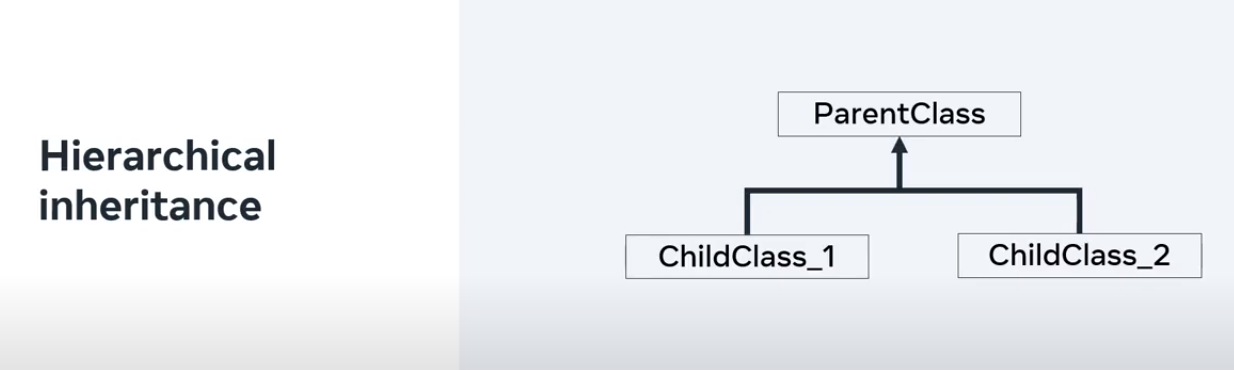 Hierarchical
inheritance
ParentClass
ChildClass_1
ChildClass_2